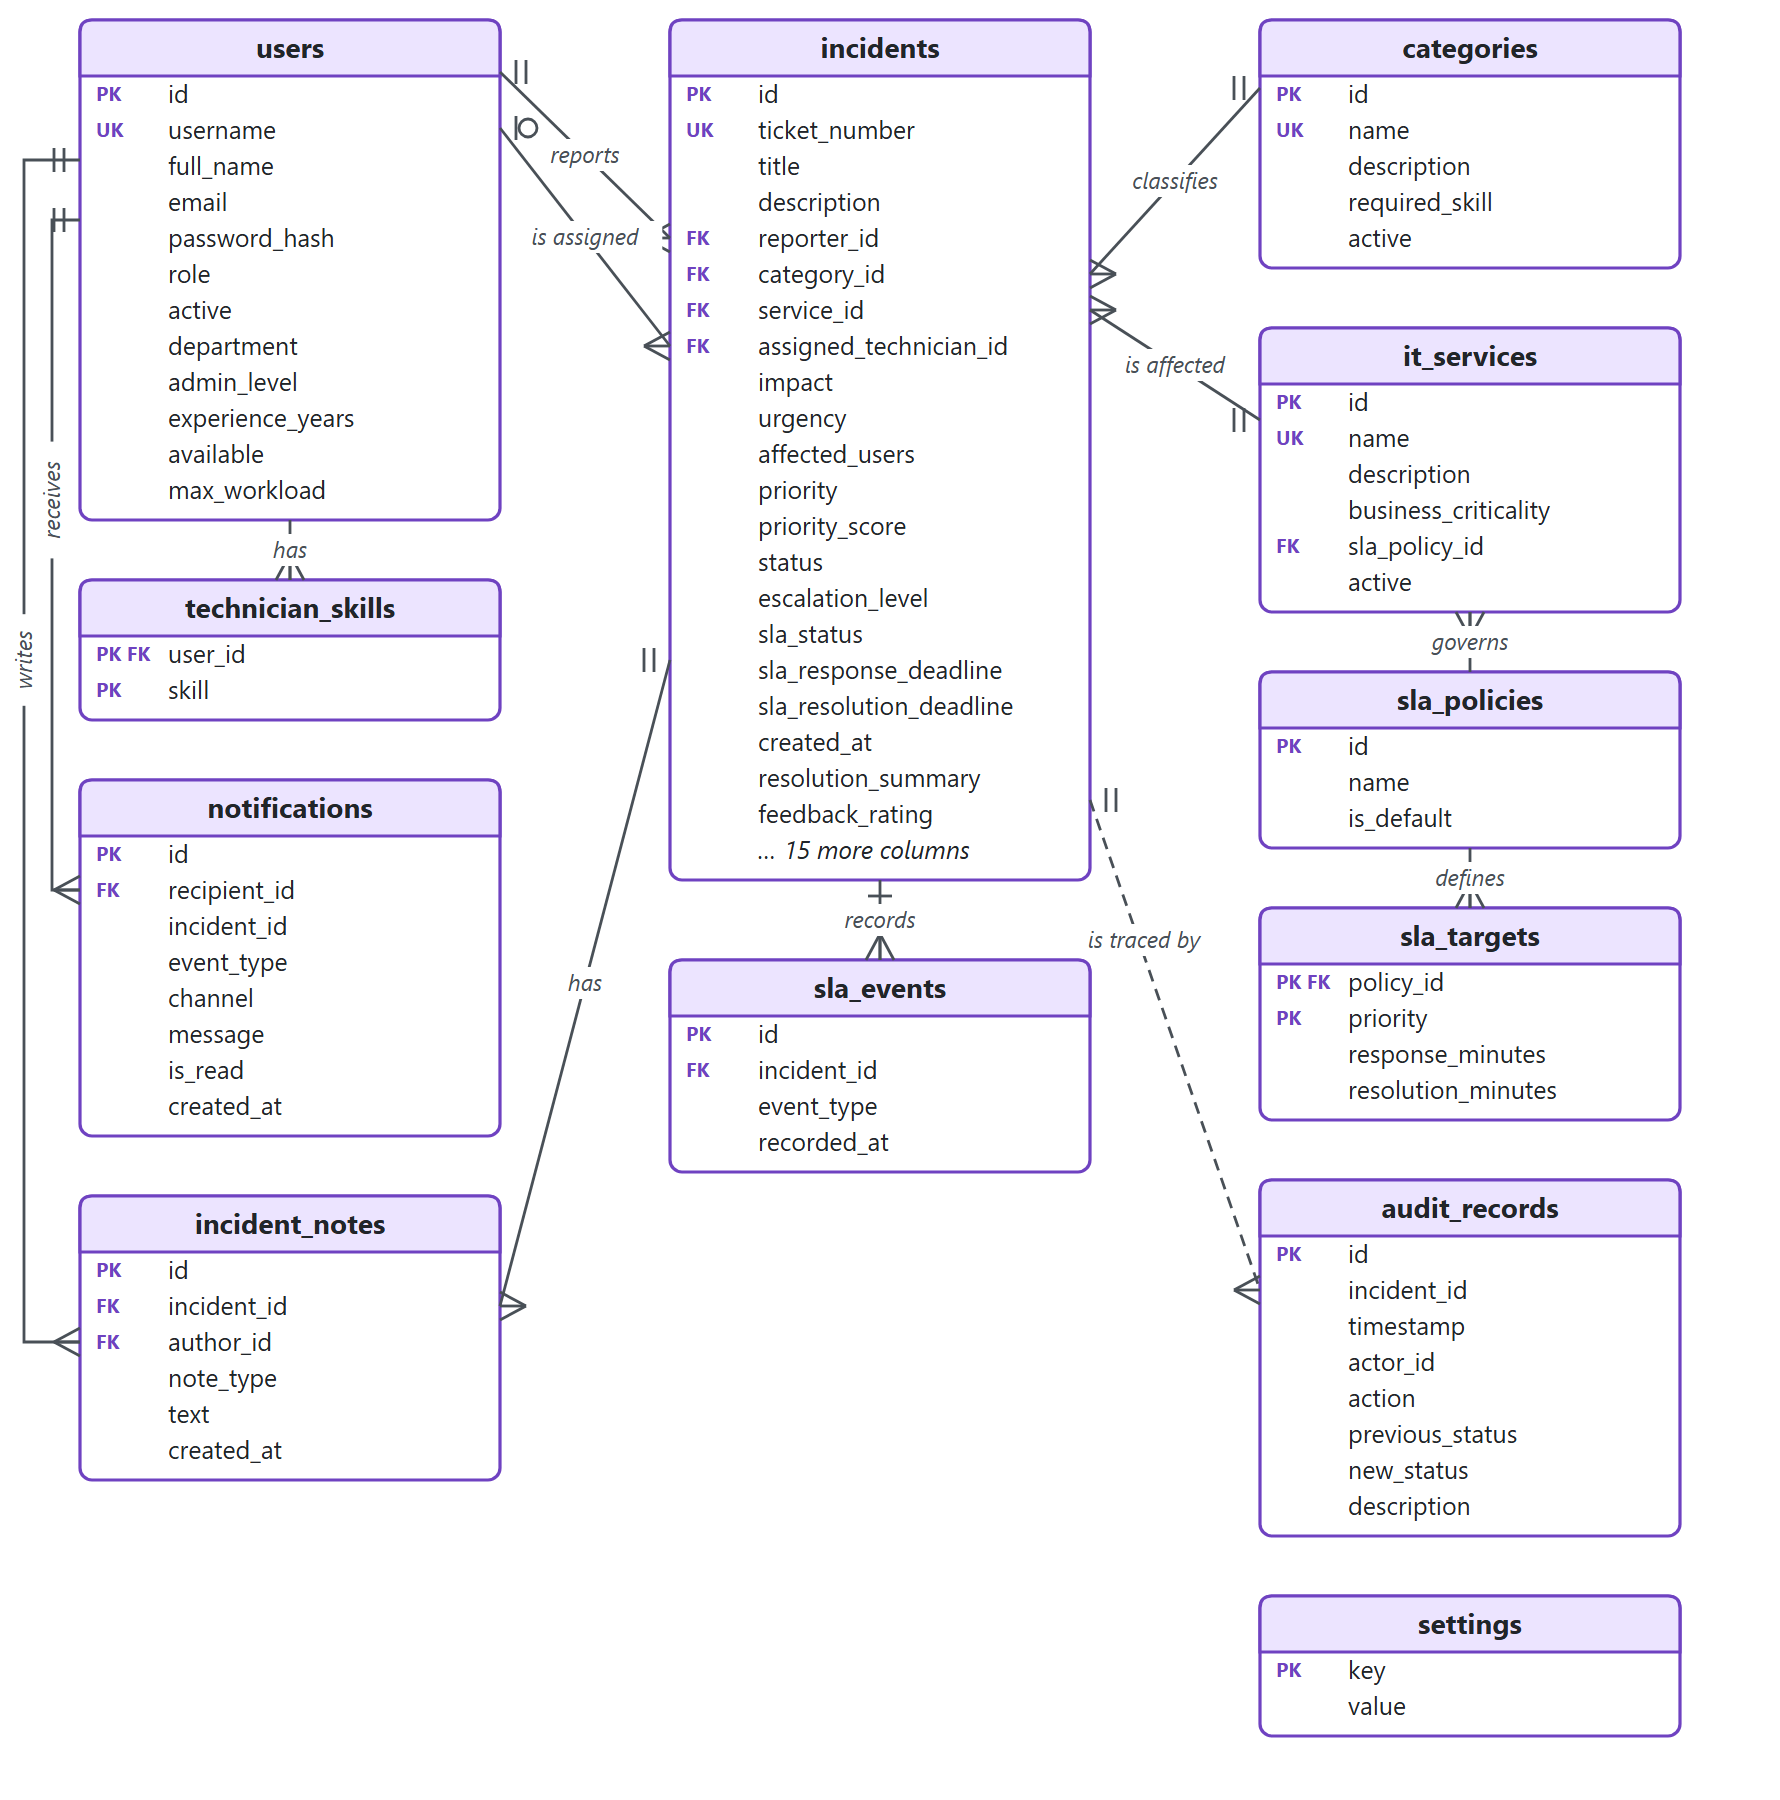 users
PK id
UK username
full_name
email
password_hash
role
active
department
admin_level
experience_years
available
max_workload
reports
is assigned
receives
writes
has
technician_skills
PK FK user_id
PK skill
notifications
PK id
FK recipient_id
incident_id
event_type
channel
message
is_read
created_at
incident_notes
PK id
FK incident_id
FK author_id
note_type
text
created_at
has
incidents
PK id
UK ticket_number
title
description
FK reporter_id
FK category_id
FK service_id
FK assigned_technician_id
impact
urgency
affected_users
priority
priority_score
status
escalation_level
sla_status
sla_response_deadline
sla_resolution_deadline
created_at
resolution_summary
feedback_rating
... 15 more columns
records
sla_events
PK id
FK incident_id
event_type
recorded_at
classifies
is affected
is traced by
categories
PK id
UK name
description
required_skill
active
it_services
PK id
UK name
description
business_criticality
FK sla_policy_id
active
governs
sla_policies
PK id
name
is_default
defines
sla_targets
PK FK policy_id
PK priority
response_minutes
resolution_minutes
audit_records
PK id
incident_id
timestamp
actor_id
action
previous_status
new_status
description
settings
PK key
value